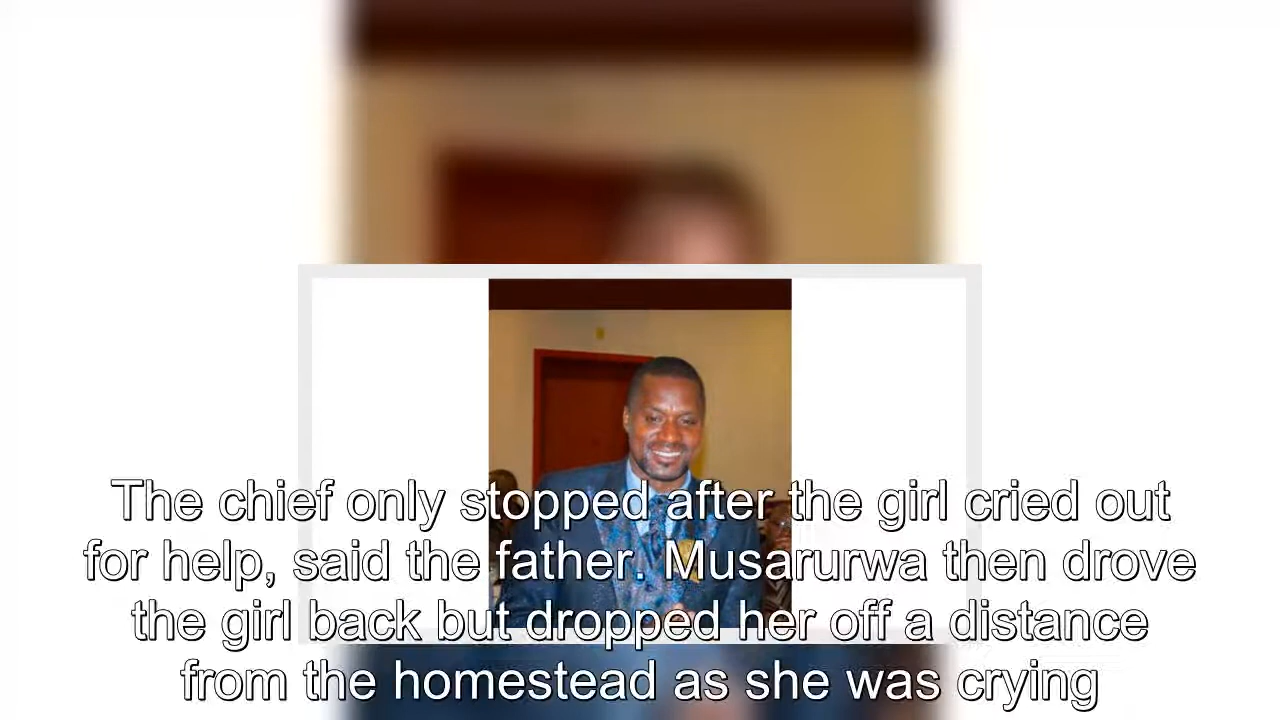 The chief only stopped after the girl cried out
for help, said the father. Musarurwa then drove
the girl back but dropped her off a distance
from the homestead as she was crying